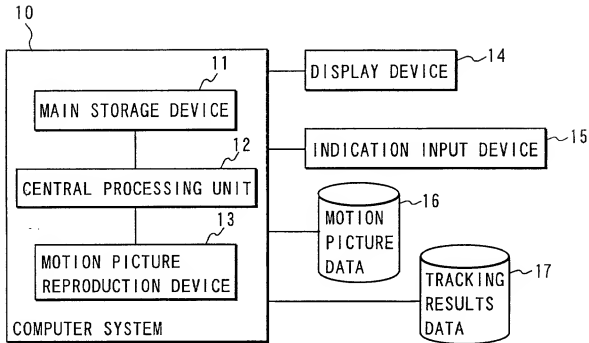 10
11
MAIN STORAGE DEVICE
12
CENTRAL PROCESSING UNIT
13
MOTION PICTURE
REPRODUCTION DEVICE
COMPUTER SYSTEM
DISPLAY DEVICE
14
INDICATION INPUT DEVICE
15
MOTION
PICTURE
DATA
16
TRACKING
RESULTS
DATA
17